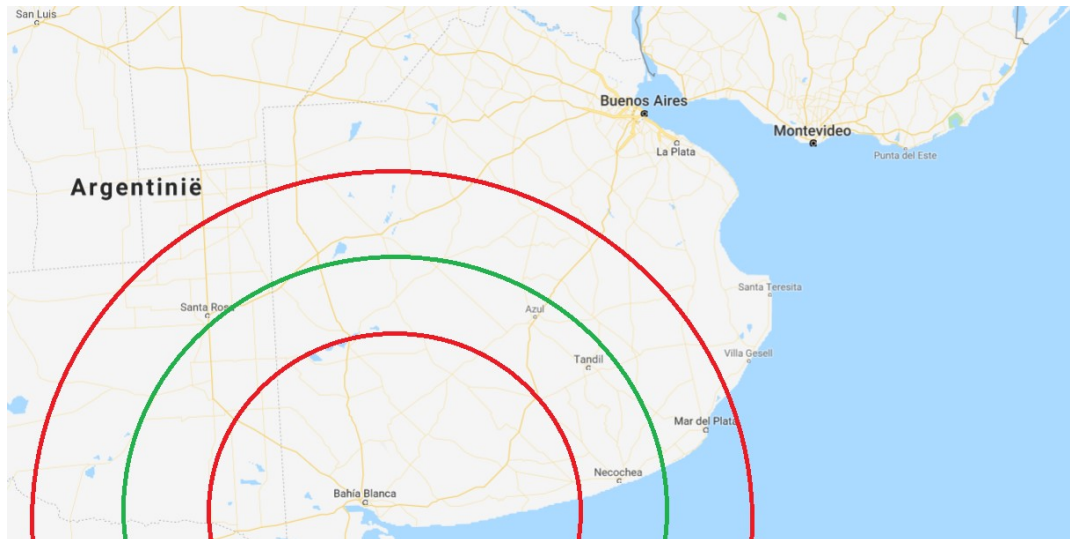 San Luis
Buenos Aires
Montevideo
La Plata
Punta del Este
Argentinië
Santa Teresita
Santa Rosa
Azul
Villa Gesell
Tandil
Mar del Plata
Necochea
Bahía Blanca